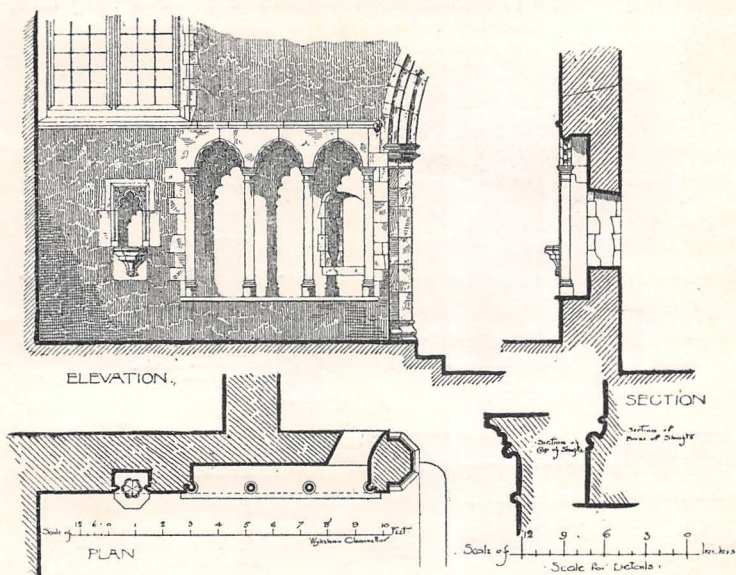 ELEVATION.
SECTION
Section of Cap of Shafts
Section of Bases of Shafts
Scale of 12 6 0 1 2 3 4 5 6 7 8 9 10 Feet
PLAN
Scale of 12 9 6 3 0 Inches
Scale for Details.